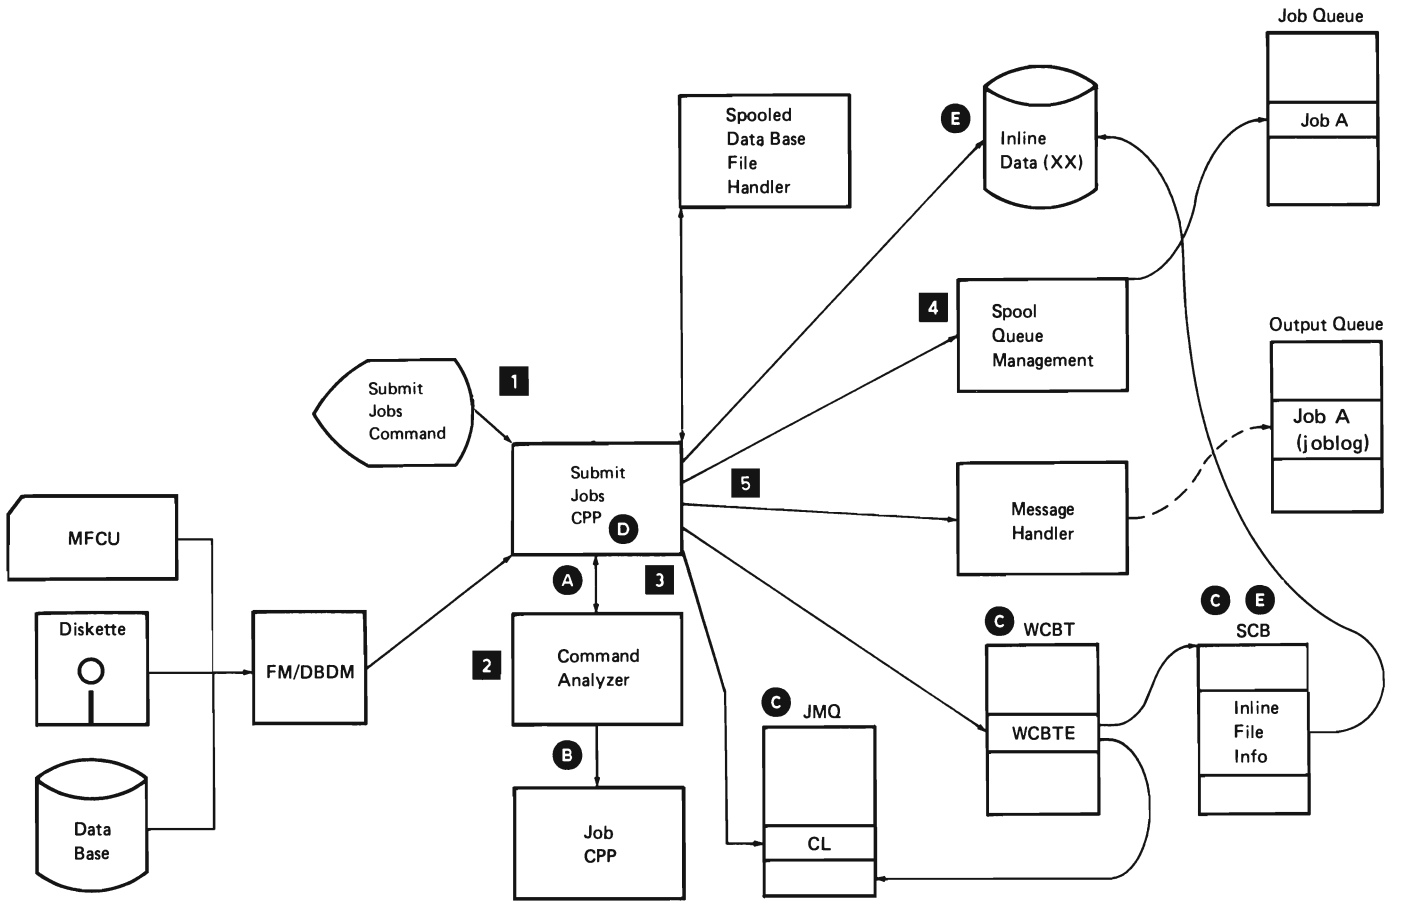 Job Queue
Job A
Spooled
Data Base
File
Handler
E
Inline
Data (XX)
4
Spool
Queue
Management
Output Queue
Job A
(joblog)
1
Submit
Jobs
Command
Submit
Jobs
CPP
D
5
Message
Handler
MFCU
A
3
Diskette
FM/DBDM
2
Command
Analyzer
B
Job
CPP
Data
Base
C
JMQ
CL
C
WCBT
WCBTE
C
E
SCB
Inline
File
Info